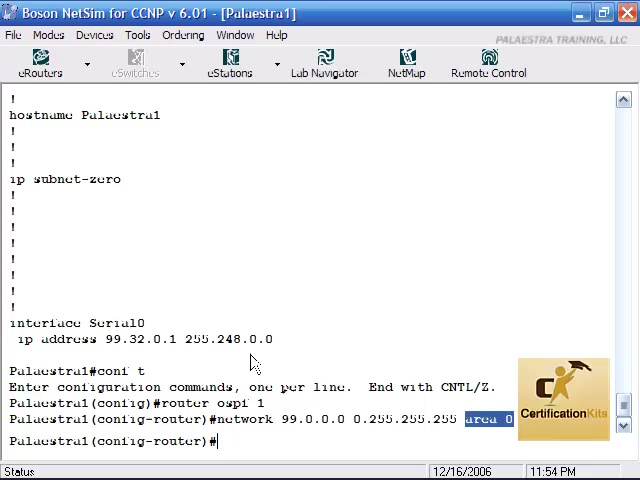 Boson NetSim for CCNP v 6.01 - [Palaestra1]
File Modes Devices Tools Ordering Window Help
PALAESTRA TRAINING, LLC
eRouters eSwitches eStations Lab Navigator NetMap Remote Control
!
hostname Palaestra1
!
!
!
ip subnet-zero
!
!
!
!
!
!
!
!
interface Serial0
ip address 99.32.0.1 255.248.0.0
Palaestra1#conf t
Enter configuration commands, one per line. End with CNTL/Z.
Palaestra1(config)#router ospf 1
Palaestra1(config-router)#network 99.0.0.0 0.255.255.255 area 0
Palaestra1(config-router)#
CertificationKits
Status 12/16/2006 11:54 PM